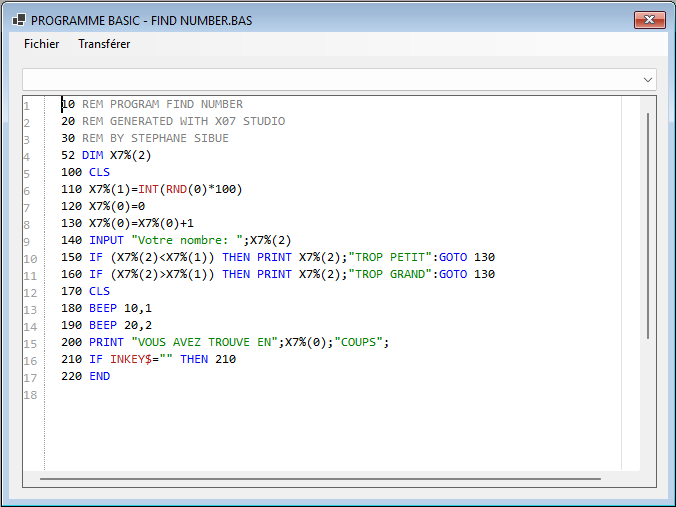 PROGRAMME BASIC - FIND NUMBER.BAS
Fichier Transférer
1 10 REM PROGRAM FIND NUMBER
2 20 REM GENERATED WITH X07 STUDIO
3 30 REM BY STEPHANE SIBUE
4 52 DIM X7%(2)
5 100 CLS
6 110 X7%(1)=INT(RND(0)*100)
7 120 X7%(0)=0
8 130 X7%(0)=X7%(0)+1
9 140 INPUT "Votre nombre: ";X7%(2)
10 150 IF (X7%(2)<X7%(1)) THEN PRINT X7%(2);"TROP PETIT":GOTO 130
11 160 IF (X7%(2)>X7%(1)) THEN PRINT X7%(2);"TROP GRAND":GOTO 130
12 170 CLS
13 180 BEEP 10,1
14 190 BEEP 20,2
15 200 PRINT "VOUS AVEZ TROUVE EN";X7%(0);"COUPS";
16 210 IF INKEY$="" THEN 210
17 220 END
18